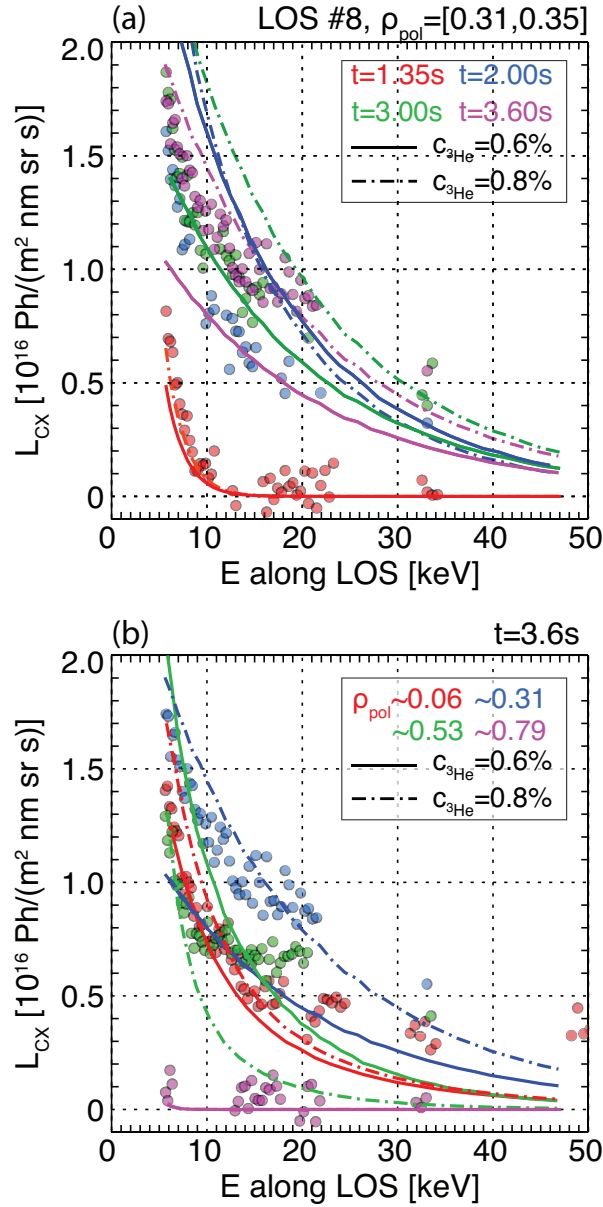 (a) LOS #8, ρpol=[0.31,0.35]
2.0
t=1.35s t=2.00s
t=3.00s t=3.60s
c3He=0.6%
c3He=0.8%
1.5
1.0
0.5
0
LCX [10^16 Ph/(m² nm sr s)]
0 10 20 30 40 50
E along LOS [keV]
(b) t=3.6s
2.0
ρpol~0.06 ~0.31
~0.53 ~0.79
c3He=0.6%
c3He=0.8%
1.5
1.0
0.5
0
LCX [10^16 Ph/(m² nm sr s)]
0 10 20 30 40 50
E along LOS [keV]